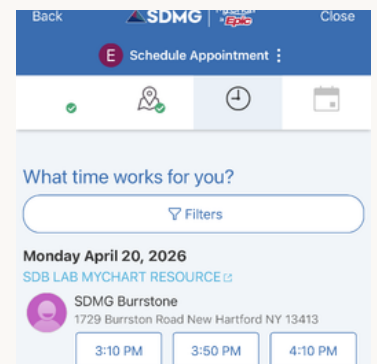 Back SDMG Epic Close
E Schedule Appointment
What time works for you?
Filters
Monday April 20, 2026
SDB LAB MYCHART RESOURCE
SDMG Burrstone
1729 Burrston Road New Hartford NY 13413
3:10 PM 3:50 PM 4:10 PM